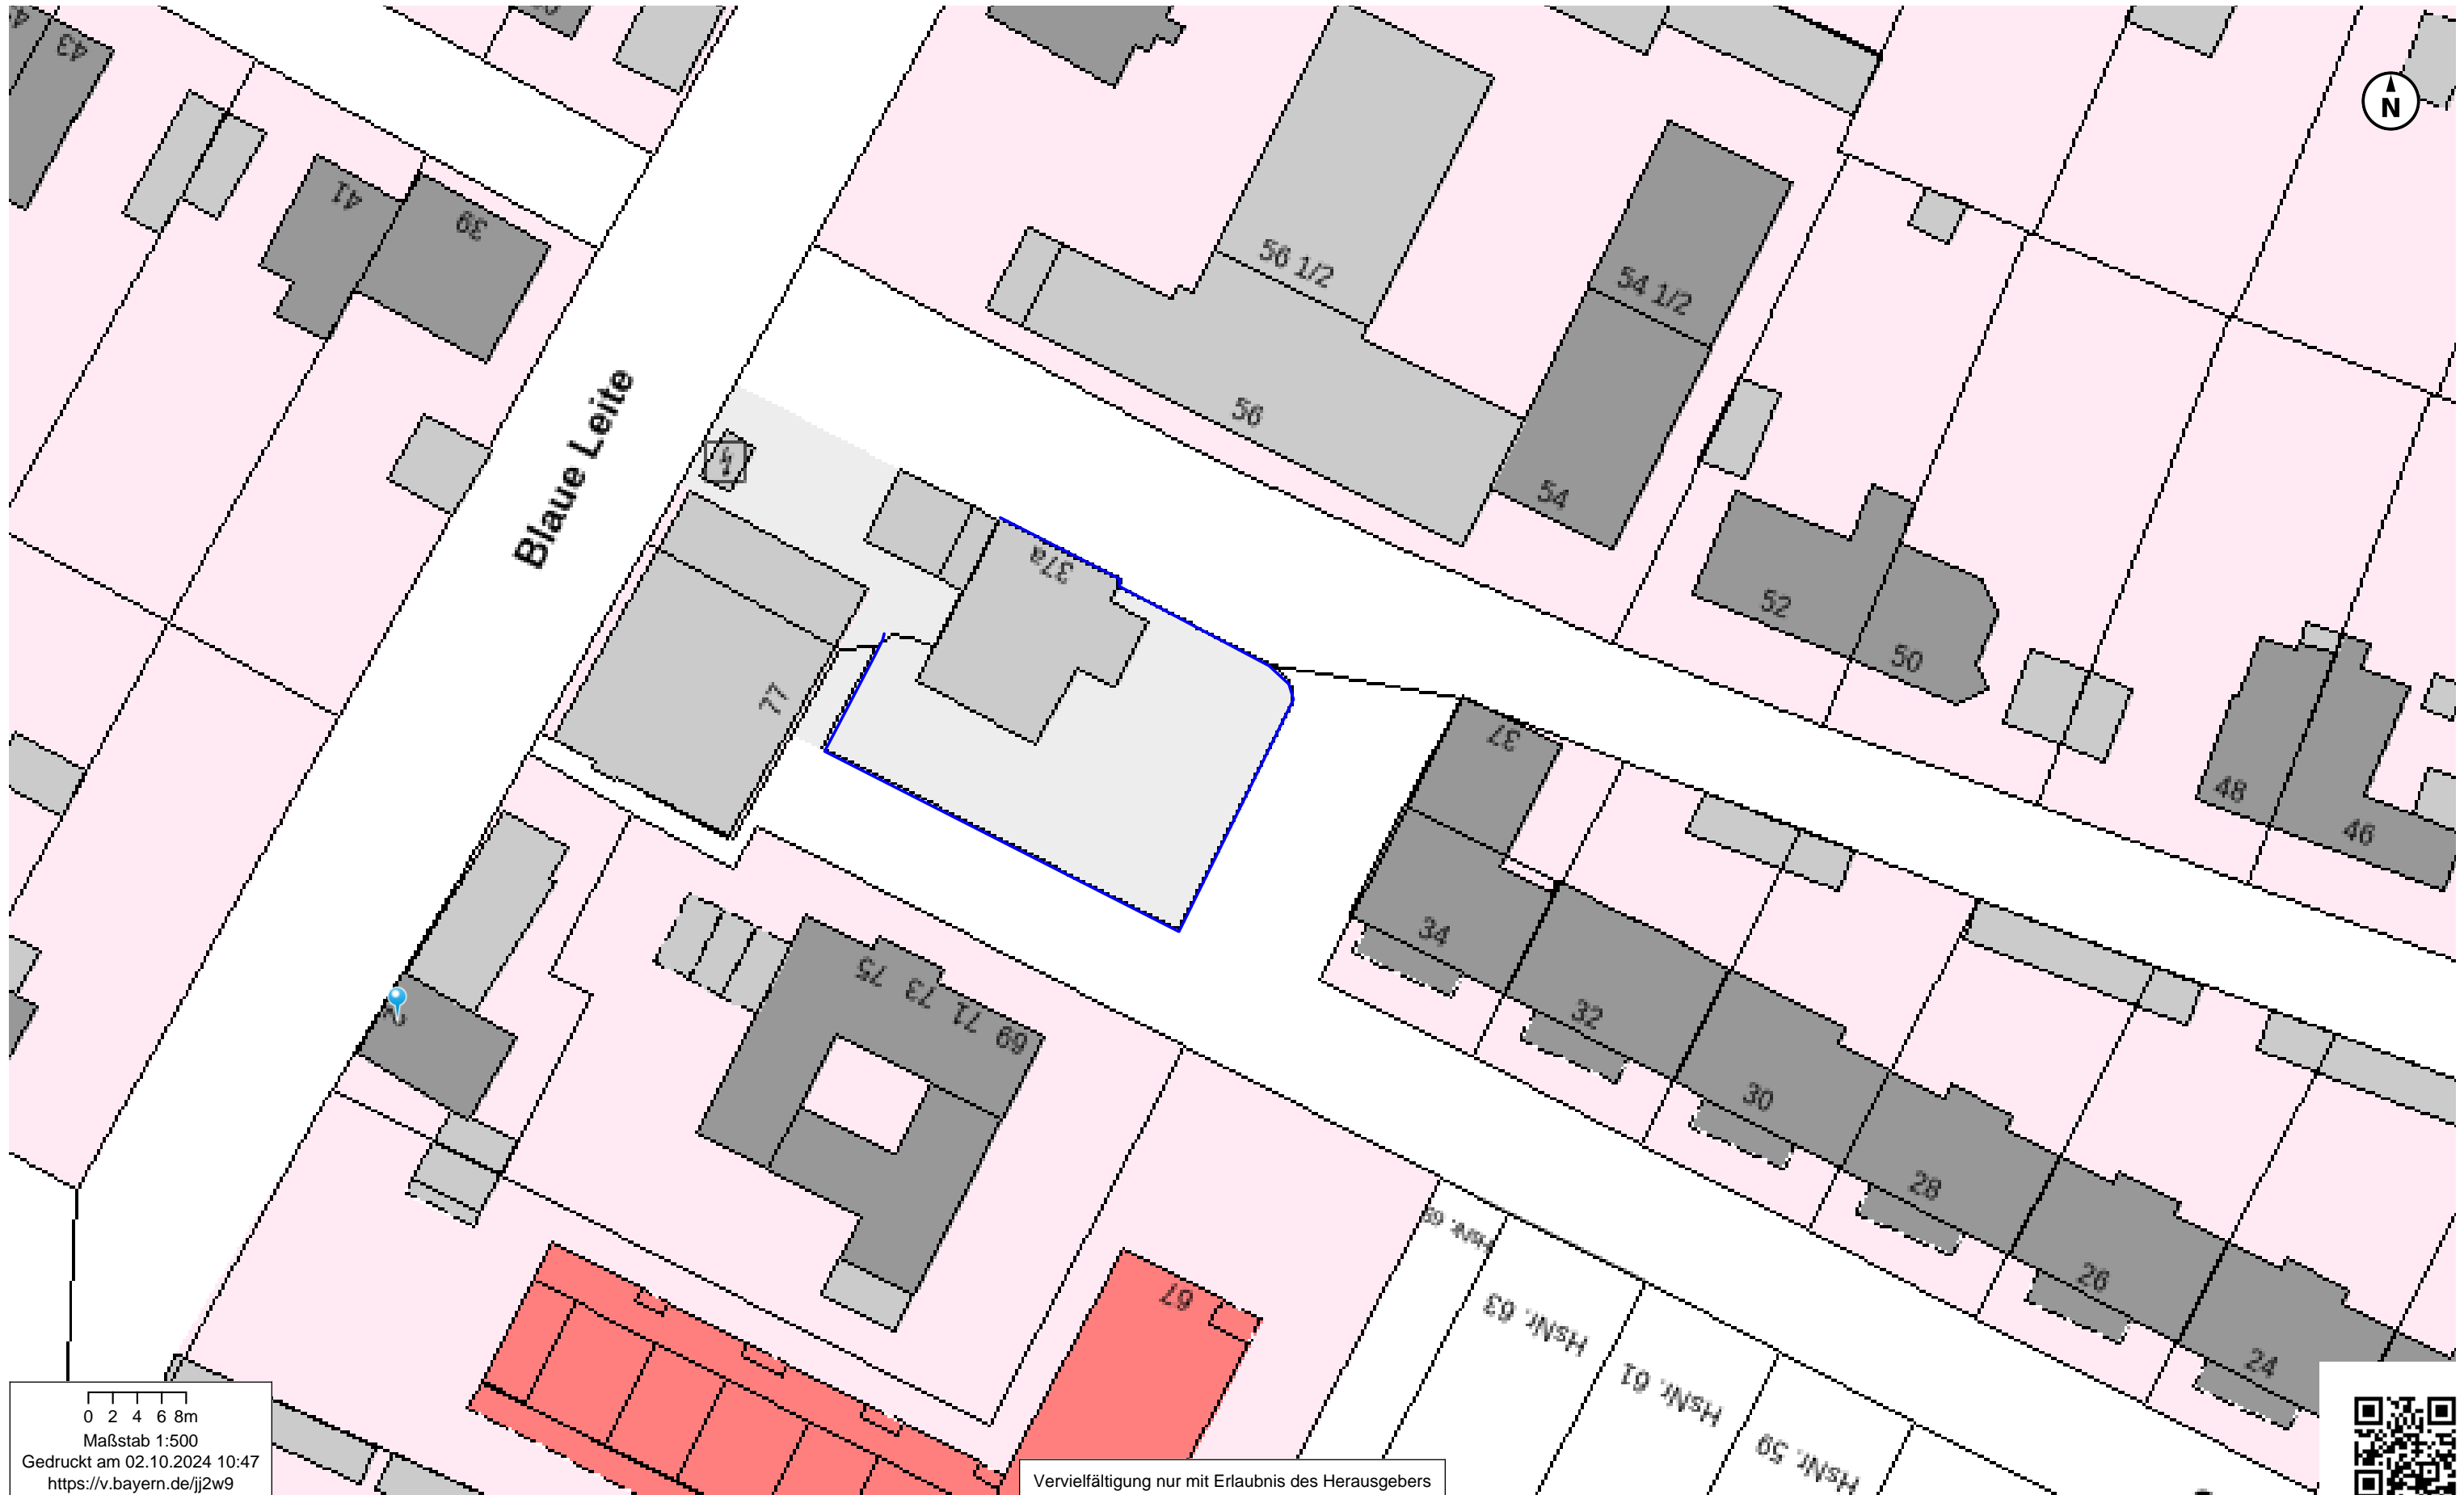 43
41
39
N
56 1/2
54 1/2
56
54
Blaue Leite
37a
52
50
77
37
48
46
34
75 73 71 69
32
30
28
26
24
67
HsNr. 63
HsNr. 61
HsNr. 59
0 2 4 6 8m
Maßstab 1:500
Gedruckt am 02.10.2024 10:47
https://v.bayern.de/jj2w9
Vervielfältigung nur mit Erlaubnis des Herausgebers